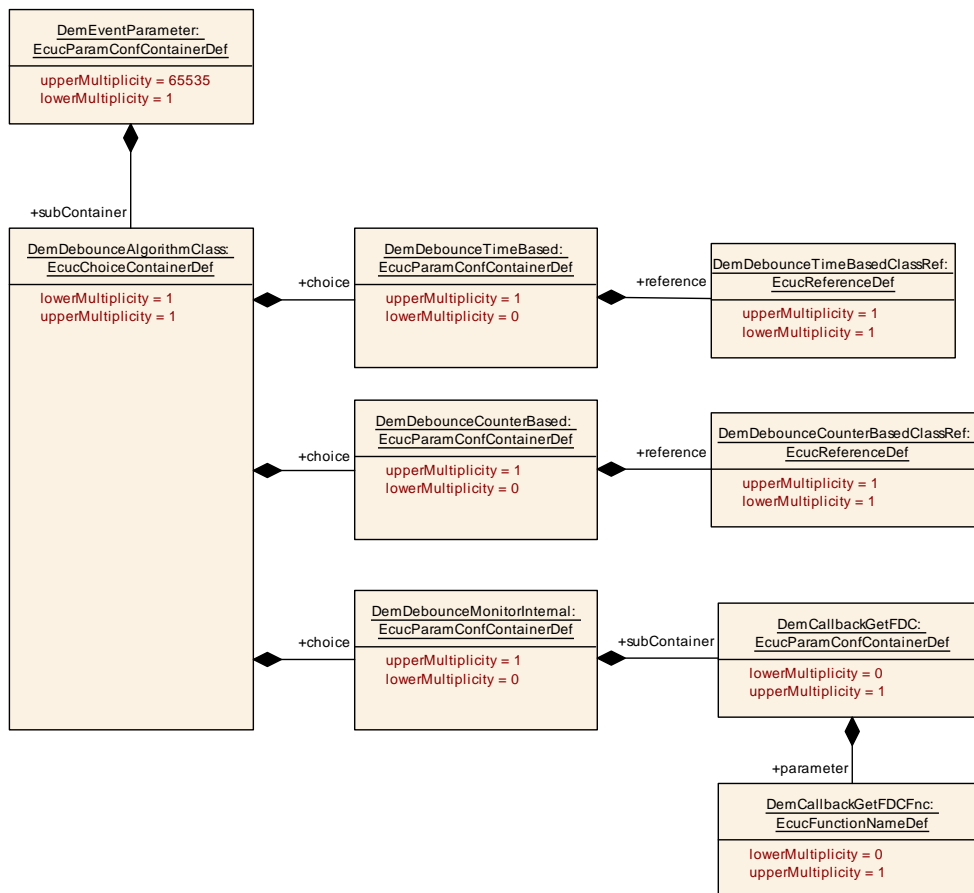 DemEventParameter:
EcucParamConfContainerDef
upperMultiplicity = 65535
lowerMultiplicity = 1
+subContainer
DemDebounceAlgorithmClass:
EcucChoiceContainerDef
lowerMultiplicity = 1
upperMultiplicity = 1
+choice
DemDebounceTimeBased:
EcucParamConfContainerDef
upperMultiplicity = 1
lowerMultiplicity = 0
+reference
DemDebounceTimeBasedClassRef:
EcucReferenceDef
upperMultiplicity = 1
lowerMultiplicity = 1
+choice
DemDebounceCounterBased:
EcucParamConfContainerDef
upperMultiplicity = 1
lowerMultiplicity = 0
+reference
DemDebounceCounterBasedClassRef:
EcucReferenceDef
upperMultiplicity = 1
lowerMultiplicity = 1
+choice
DemDebounceMonitorInternal:
EcucParamConfContainerDef
upperMultiplicity = 1
lowerMultiplicity = 0
+subContainer
DemCallbackGetFDC:
EcucParamConfContainerDef
lowerMultiplicity = 0
upperMultiplicity = 1
+parameter
DemCallbackGetFDCFnc:
EcucFunctionNameDef
lowerMultiplicity = 0
upperMultiplicity = 1